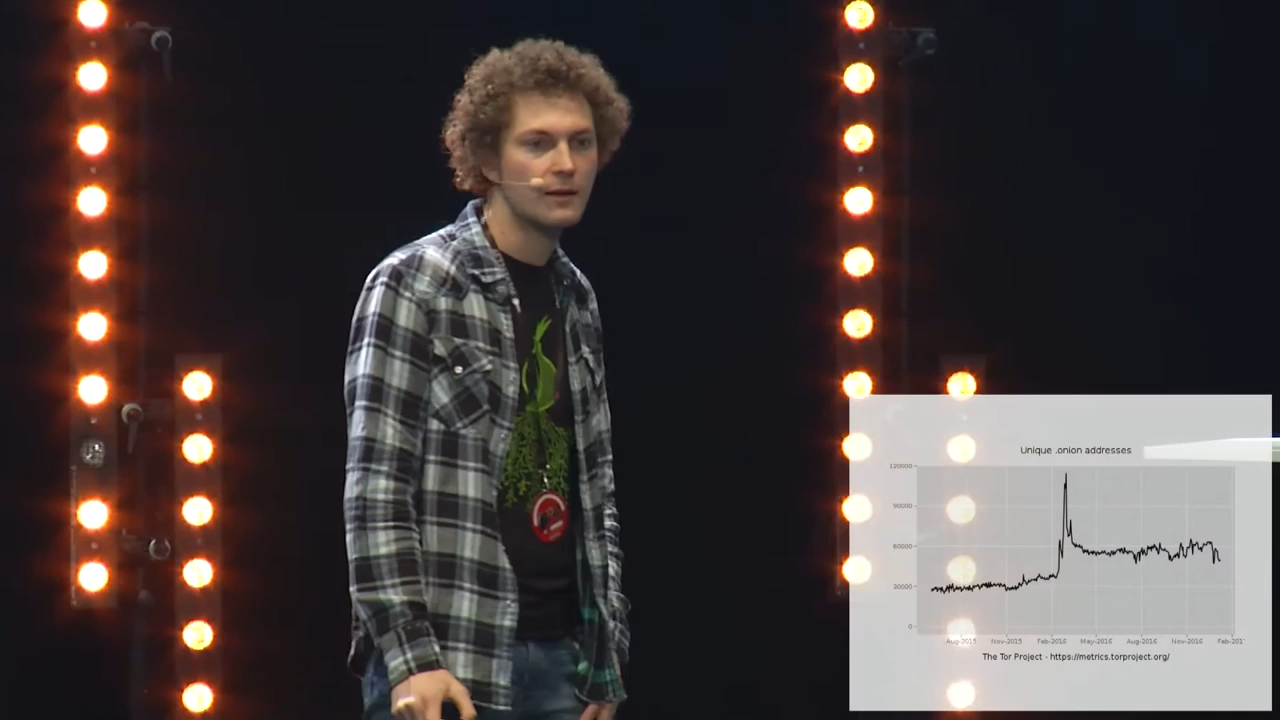 Unique .onion addresses
120000
90000
60000
30000
0
Aug-2015 Nov-2015 Feb-2016 May-2016 Aug-2016 Nov-2016
The Tor Project - https://metrics.torproject.org/